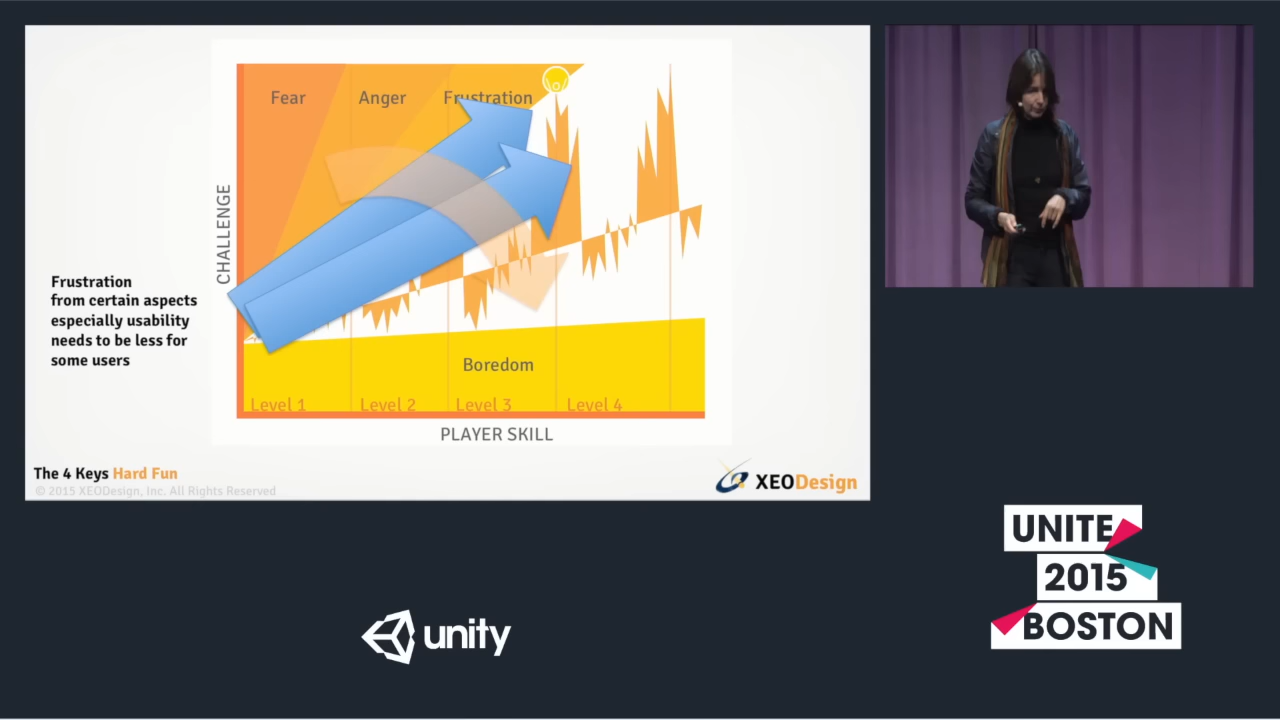 Fear
Anger
Frustration
CHALLENGE
Frustration
from certain aspects
especially usability
needs to be less for
some users
Boredom
Level 1
Level 2
Level 3
Level 4
PLAYER SKILL
The 4 Keys Hard Fun
© 2015 XEODesign, Inc. All Rights Reserved
XEODesign
UNITE
2015
BOSTON
unity